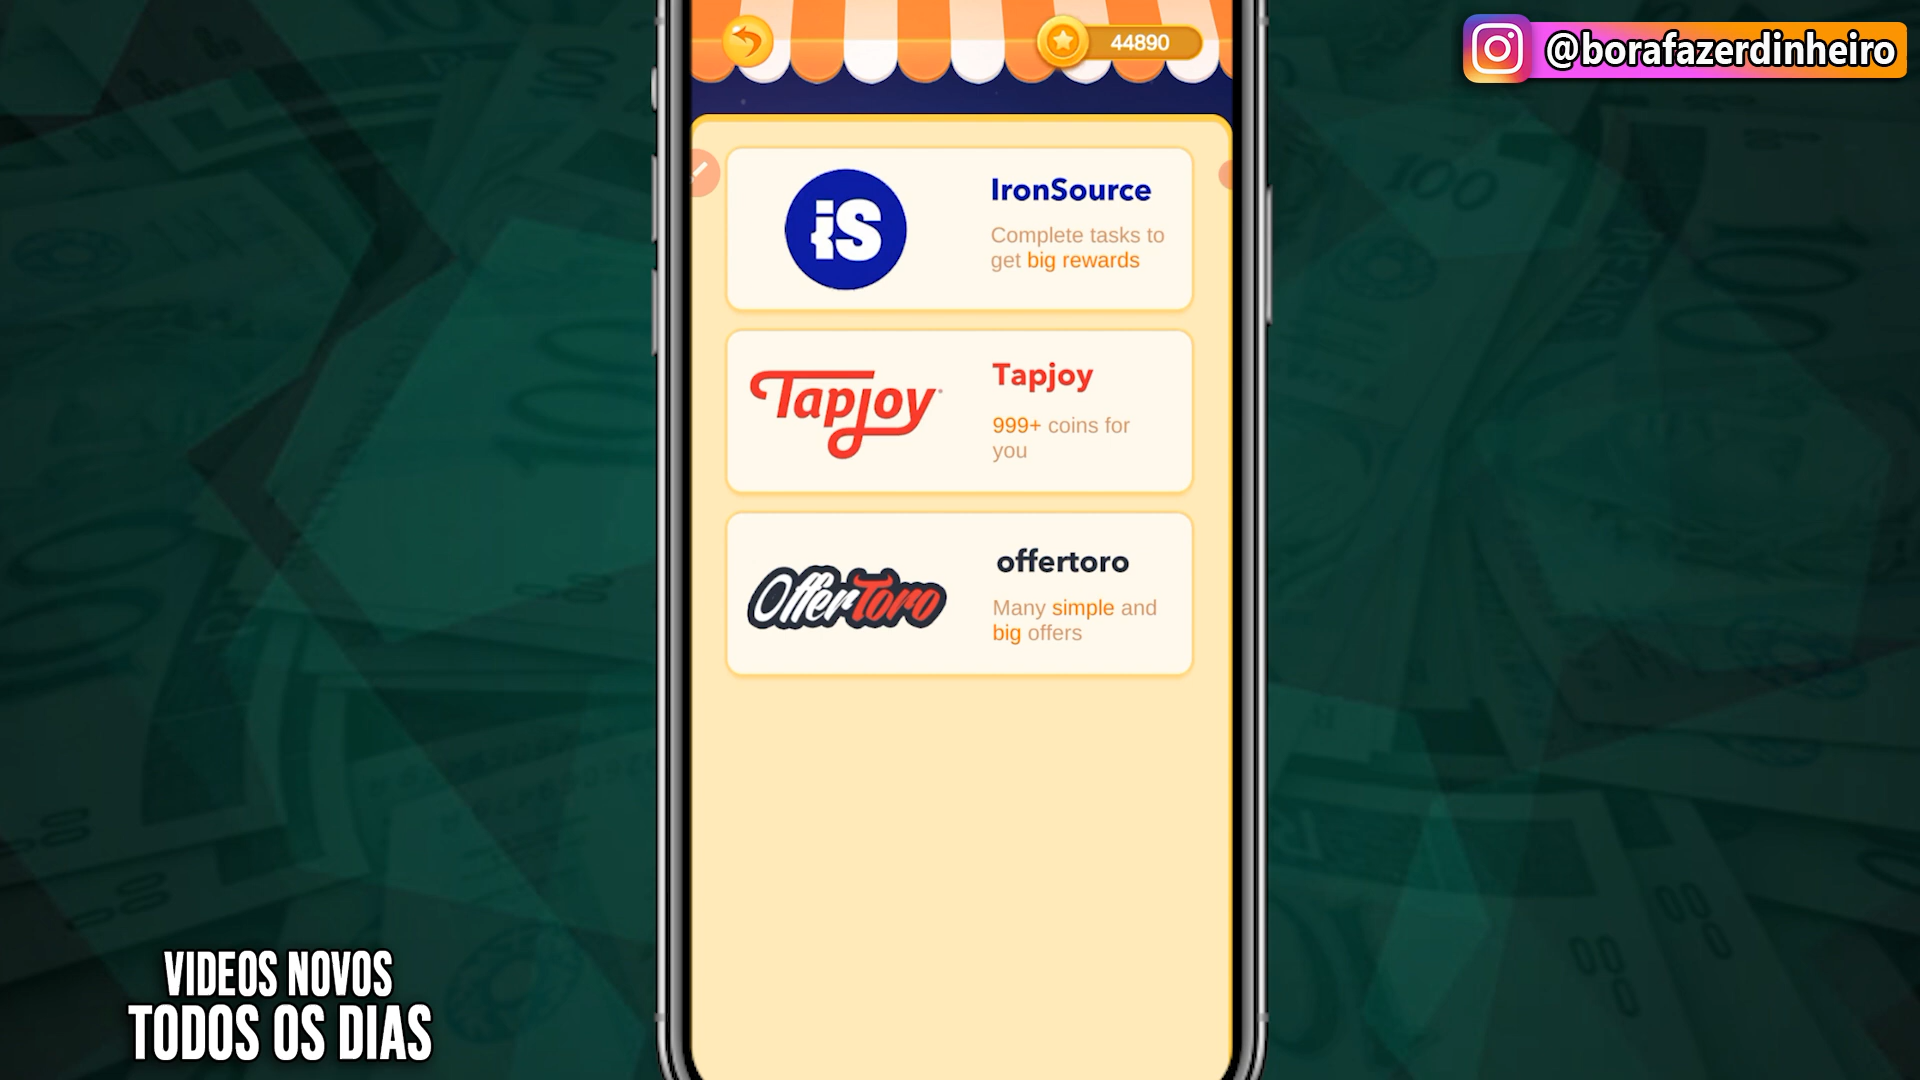 44890
@borafazerdinheiro
iS
IronSource
Complete tasks to
get big rewards
Tapjoy
Tapjoy
999+ coins for
you
OfferToro
offertoro
Many simple and
big offers
VIDEOS NOVOS
TODOS OS DIAS